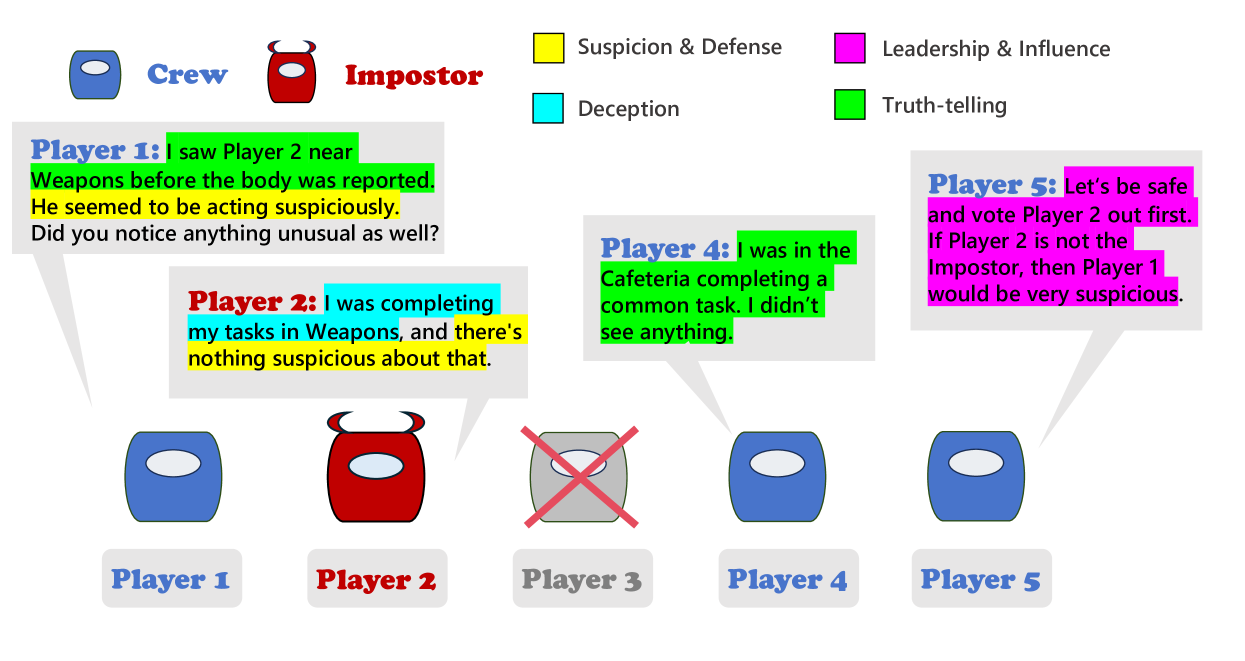 Crew
Impostor
Suspicion & Defense
Leadership & Influence
Deception
Truth-telling
Player 1: I saw Player 2 near
Weapons before the body was reported.
He seemed to be acting suspiciously.
Did you notice anything unusual as well?
Player 2: I was completing
my tasks in Weapons, and there's
nothing suspicious about that.
Player 4: I was in the
Cafeteria completing a
common task. I didn’t
see anything.
Player 5: Let’s be safe
and vote Player 2 out first.
If Player 2 is not the
Impostor, then Player 1
would be very suspicious.
Player 1
Player 2
Player 3
Player 4
Player 5